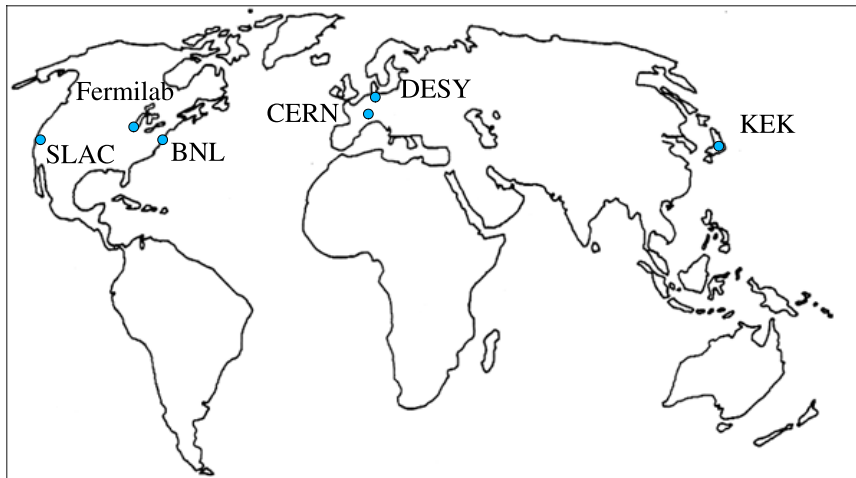 Fermilab
DESY
CERN
KEK
SLAC
BNL